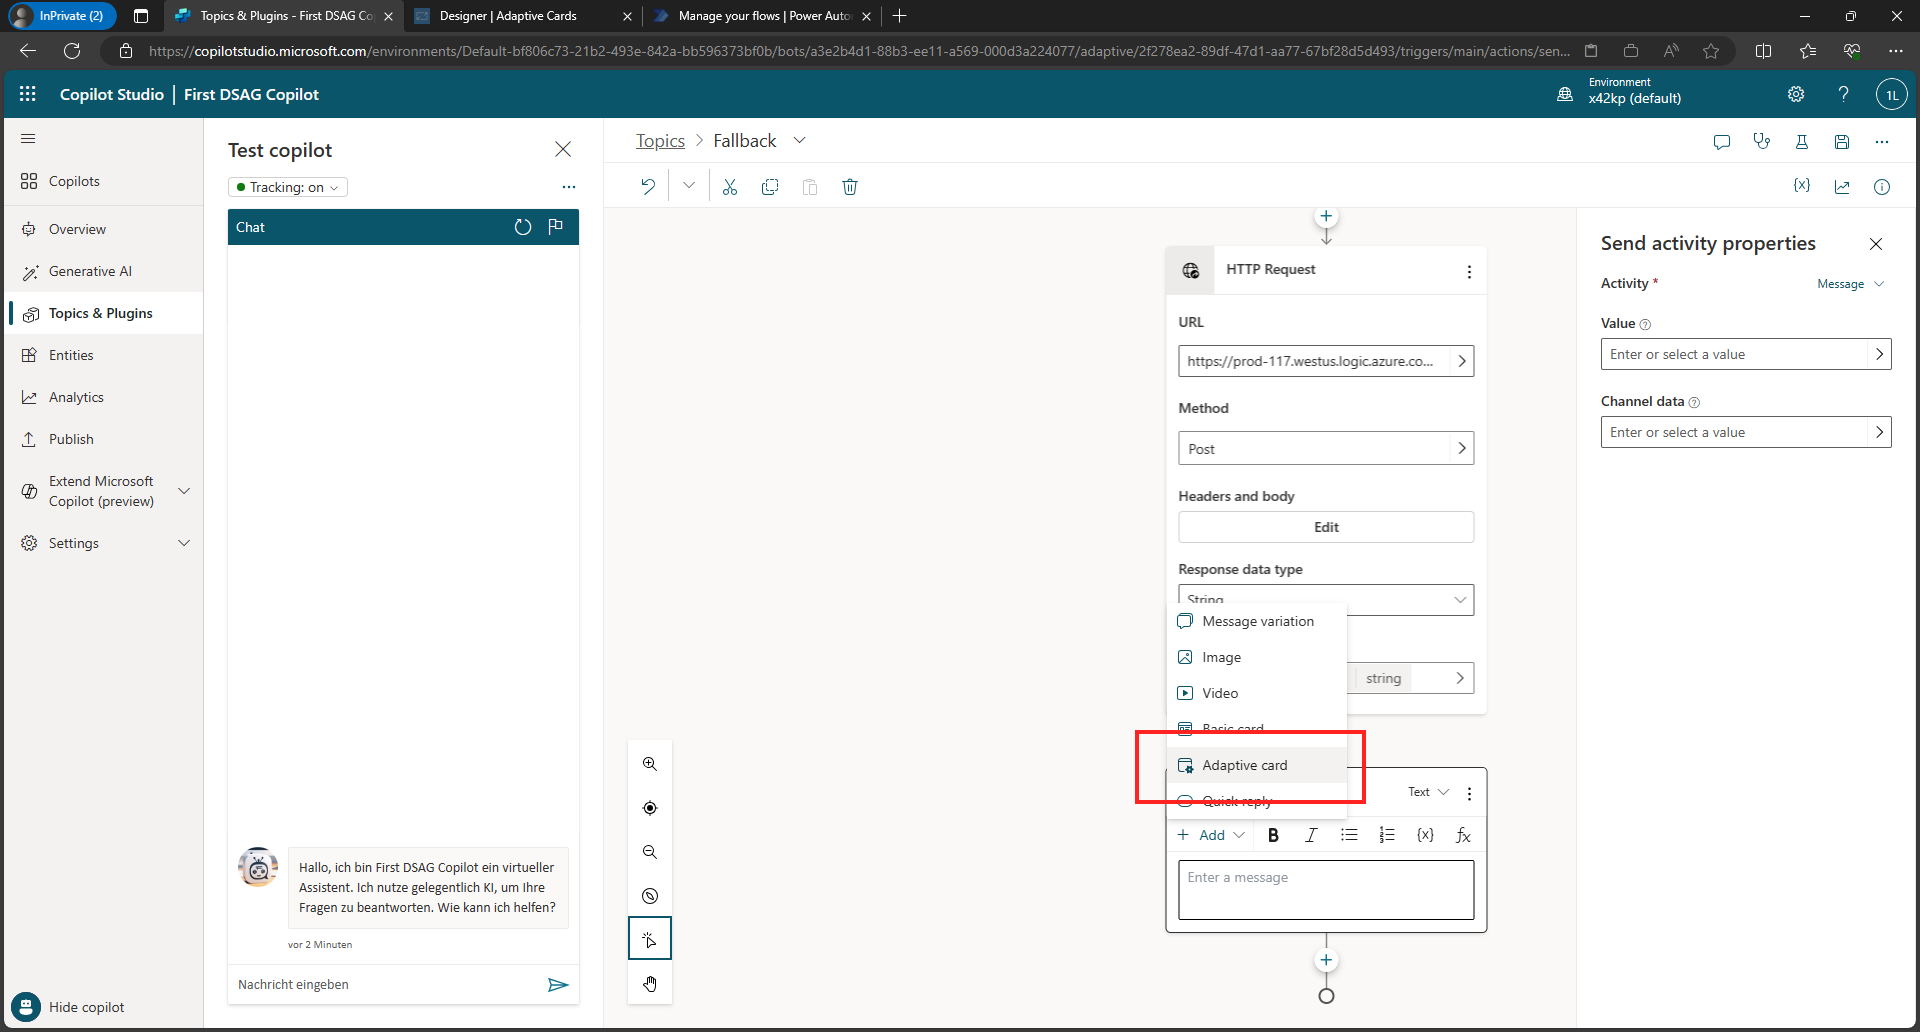 InPrivate (2)
Topics & Plugins - First DSAG Co
Designer | Adaptive Cards
Manage your flows | Power Auto
https://copilotstudio.microsoft.com/environments/Default-bf806c73-21b2-493e-842a-bb596373bf0b/bots/a3e2b4d1-88b3-ee11-a569-000d3a224077/adaptive/2f278ea2-89df-47d1-aa77-67bf28d5d493/triggers/main/actions/sen...
Copilot Studio | First DSAG Copilot
Environment
x42kp (default)
1L
Copilots
Overview
Generative AI
Topics & Plugins
Entities
Analytics
Publish
Extend Microsoft
Copilot (preview)
Settings
Hide copilot
Test copilot
Tracking: on
Chat
Hallo, ich bin First DSAG Copilot ein virtueller
Assistent. Ich nutze gelegentlich KI, um Ihre
Fragen zu beantworten. Wie kann ich helfen?
vor 2 Minuten
Nachricht eingeben
Topics > Fallback
HTTP Request
URL
https://prod-117.westus.logic.azure.co...
Method
Post
Headers and body
Edit
Response data type
String
Message variation
Image
Video
Basic card
Adaptive card
Quick reply
string
Text
Add
B
I
{x}
fx
Enter a message
{x}
Send activity properties
Activity *
Message
Value
Enter or select a value
Channel data
Enter or select a value